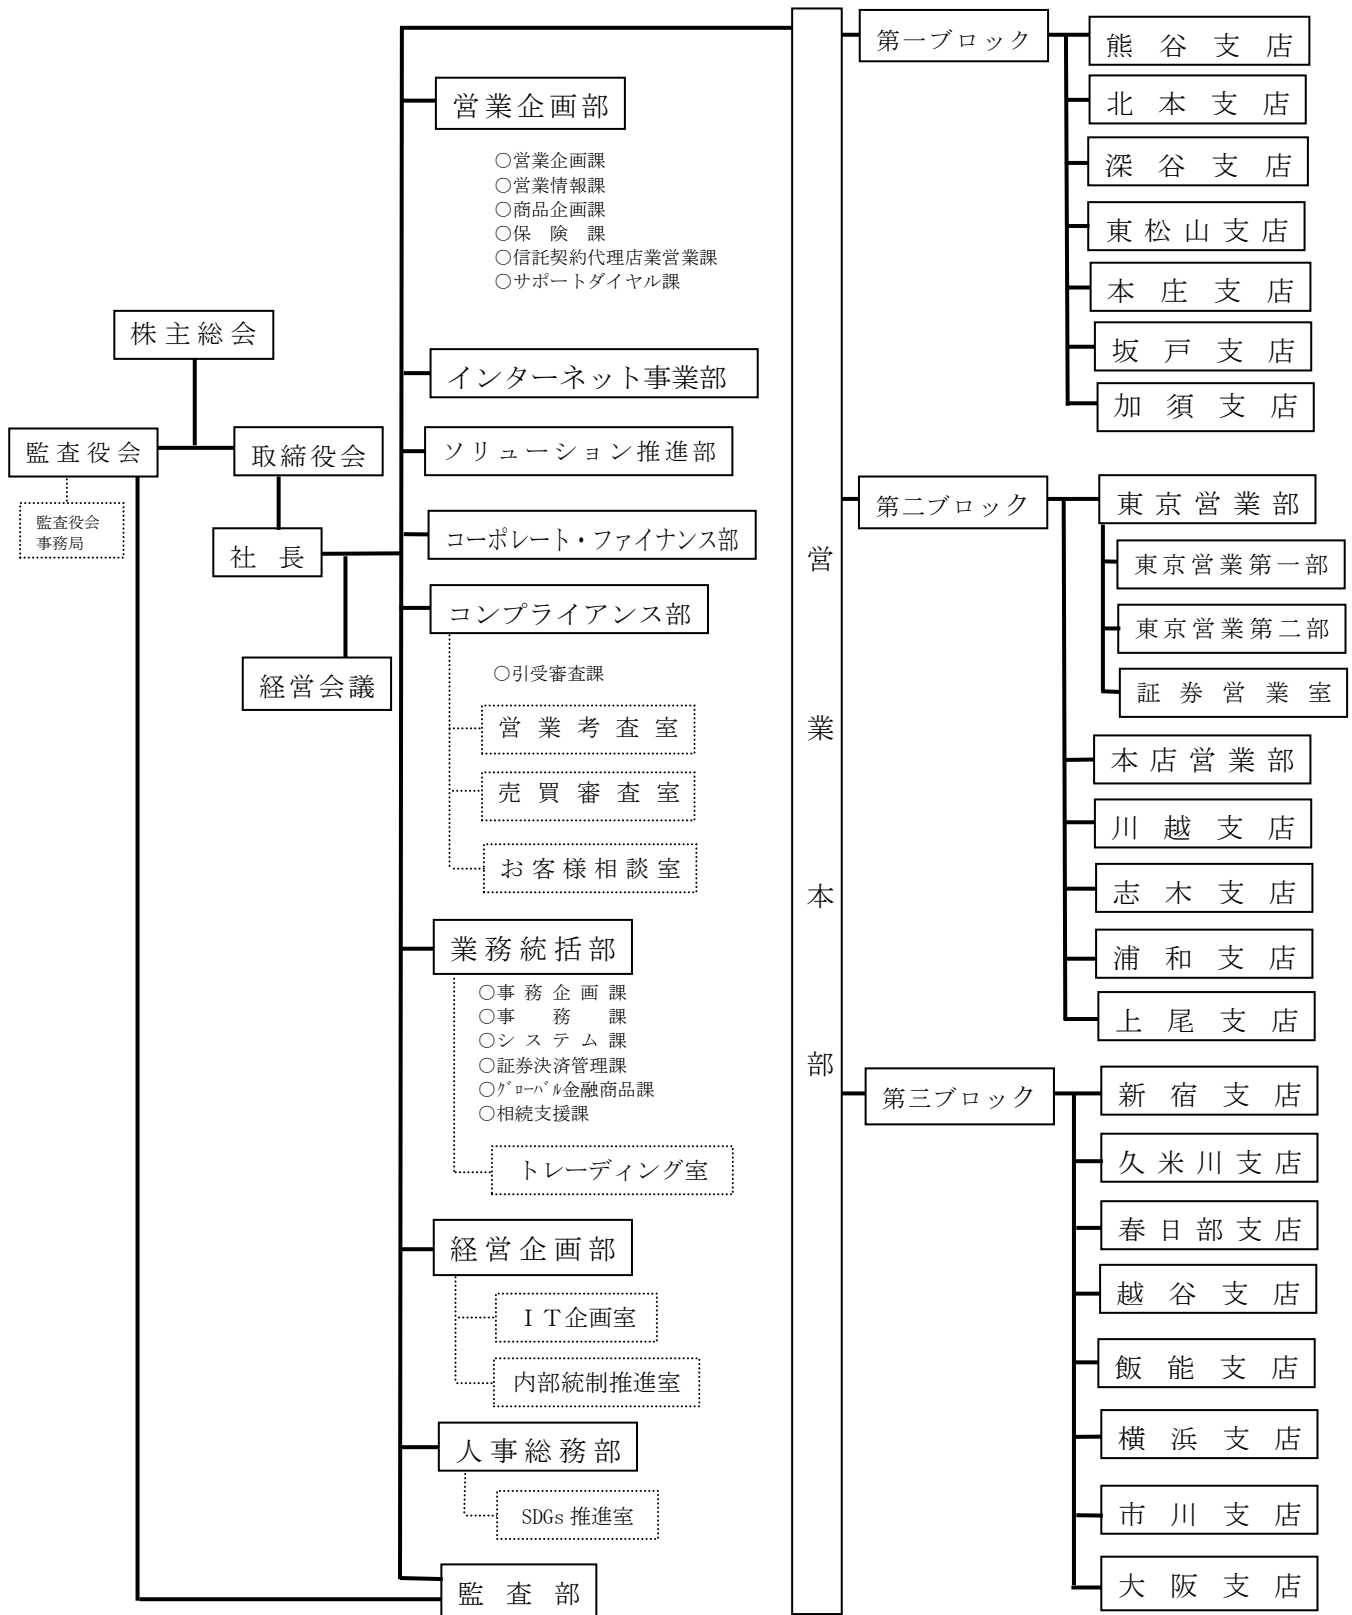 株主総会
監査役会
取締役会
監査役会
事務局
社長
経営会議
営業企画部
○営業企画課
○営業情報課
○商品企画課
○保　険　課
○信託契約代理店業営業課
○サポートダイヤル課
インターネット事業部
ソリューション推進部
コーポレート・ファイナンス部
コンプライアンス部
○引受審査課
営業考査室
売買審査室
お客様相談室
業務統括部
○事務企画課
○事　務　課
○システム課
○証券決済管理課
○ｸﾞﾛｰﾊﾞﾙ金融商品課
○相続支援課
トレーディング室
経営企画部
ＩＴ企画室
内部統制推進室
人事総務部
SDGs推進室
監査部
営業本部
第一ブロック
熊谷支店
北本支店
深谷支店
東松山支店
本庄支店
坂戸支店
加須支店
第二ブロック
東京営業部
東京営業第一部
東京営業第二部
証券営業室
本店営業部
川越支店
志木支店
浦和支店
上尾支店
第三ブロック
新宿支店
久米川支店
春日部支店
越谷支店
飯能支店
横浜支店
市川支店
大阪支店